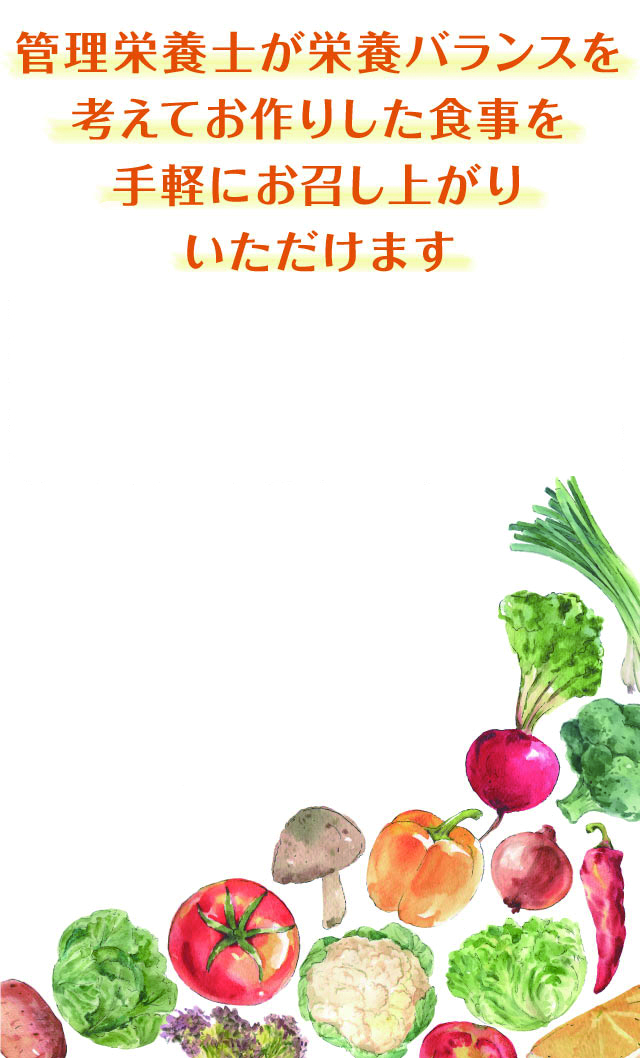 管理栄養士が栄養バランスを
考えてお作りした食事を
手軽にお召し上がり
いただけます